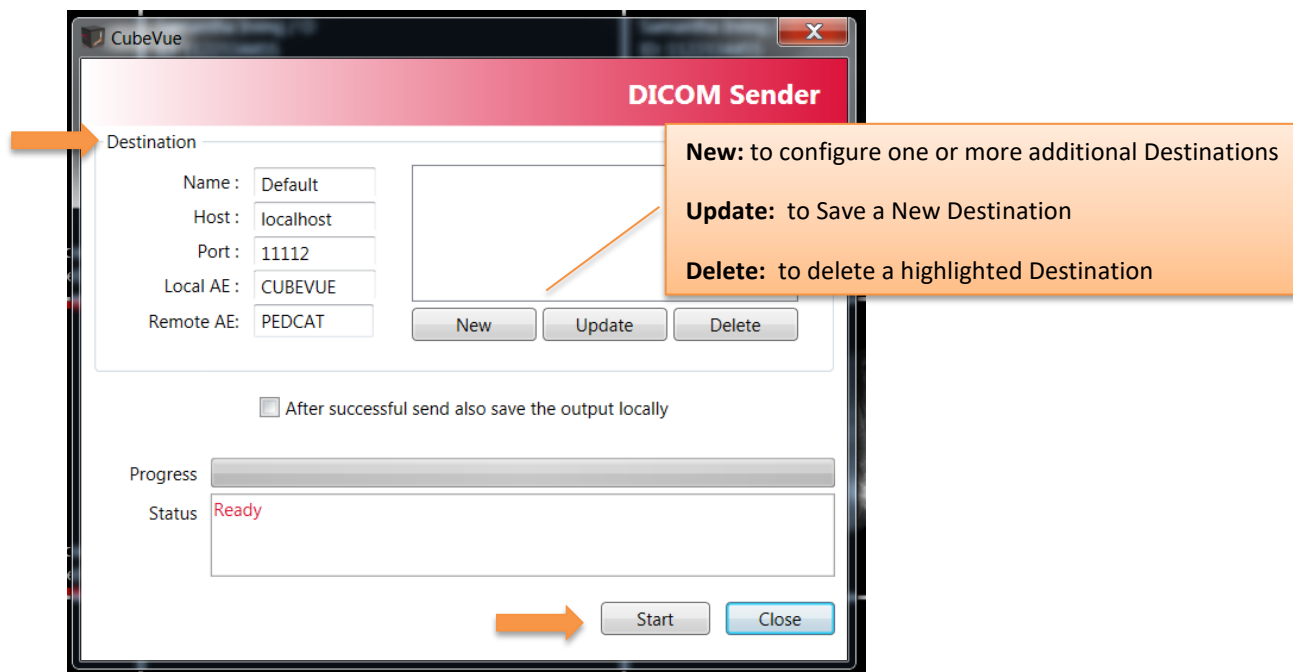 CubeVue
DICOM Sender
Destination
Name : Default
Host : localhost
Port : 11112
Local AE : CUBEVUE
Remote AE: PEDCAT
New Update Delete
New: to configure one or more additional Destinations
Update: to Save a New Destination
Delete: to delete a highlighted Destination
After successful send also save the output locally
Progress
Status Ready
Start Close